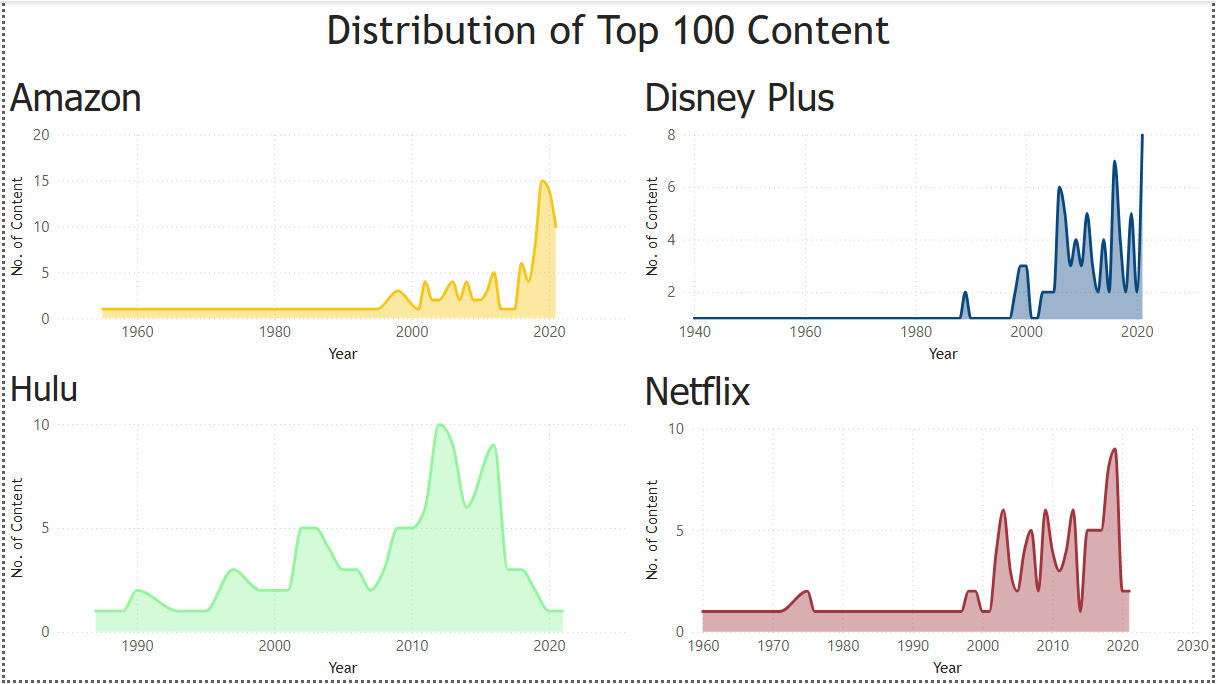 Distribution of Top 100 Content
Amazon
No. of Content
20
15
10
5
0
1960 1980 2000 2020
Year
Disney Plus
No. of Content
8
6
4
2
1940 1960 1980 2000 2020
Year
Hulu
No. of Content
10
5
0
1990 2000 2010 2020
Year
Netflix
No. of Content
10
5
0
1960 1970 1980 1990 2000 2010 2020 2030
Year